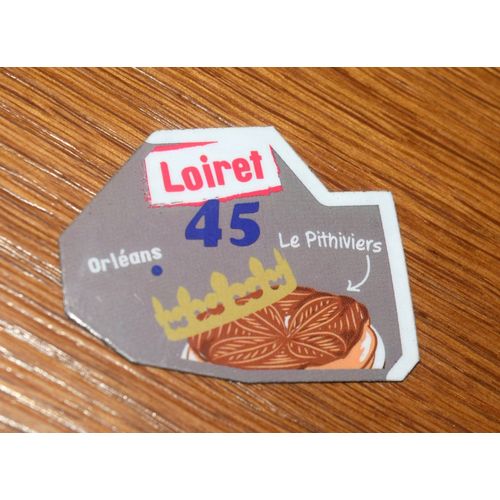 Loiret
45
Orléans
Le Pithiviers